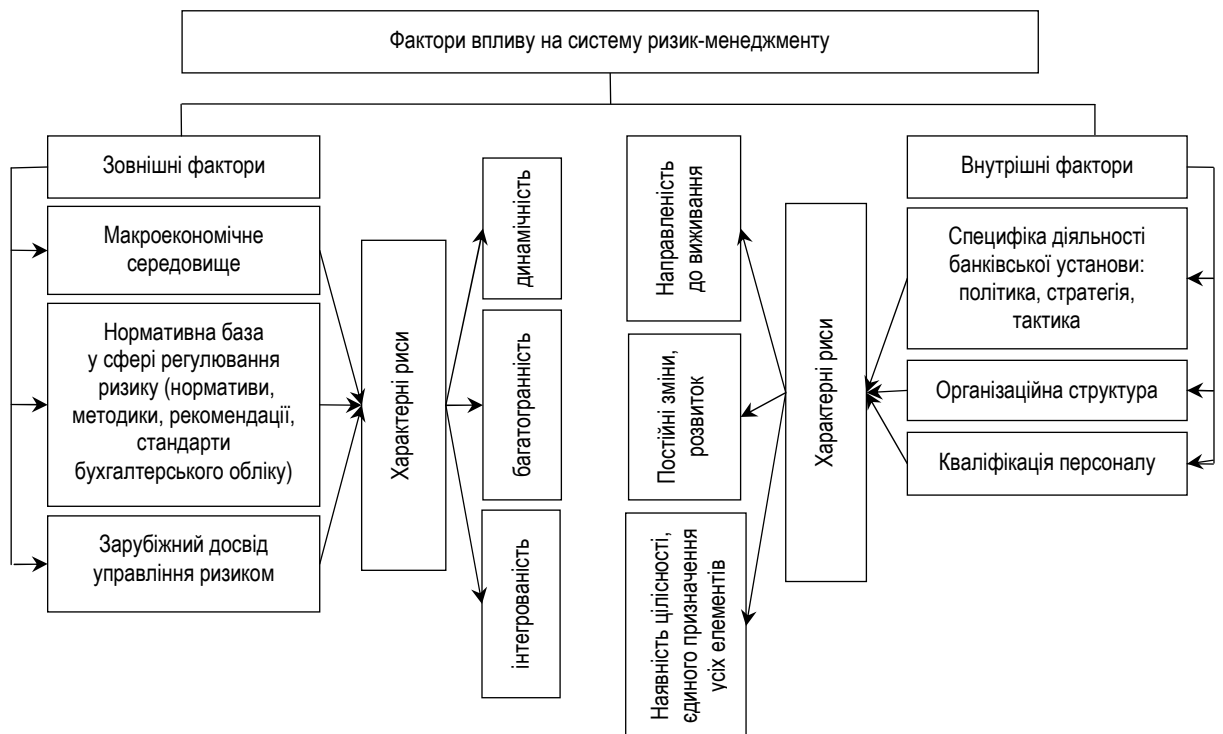 Фактори впливу на систему ризик-менеджменту
Зовнішні фактори
Макроекономічне
середовище
Нормативна база
у сфері регулювання
ризику (нормативи,
методики, рекомендації,
стандарти
бухгалтерського обліку)
Зарубіжний досвід
управління ризиком
Характерні риси
динамічність
багатогранність
інтегрованість
Направленість
до виживання
Постійні зміни,
розвиток
Наявність цілісності,
єдиного призначення
усіх елементів
Характерні риси
Внутрішні фактори
Специфіка діяльності
банківської установи:
політика, стратегія,
тактика
Організаційна структура
Кваліфікація персоналу